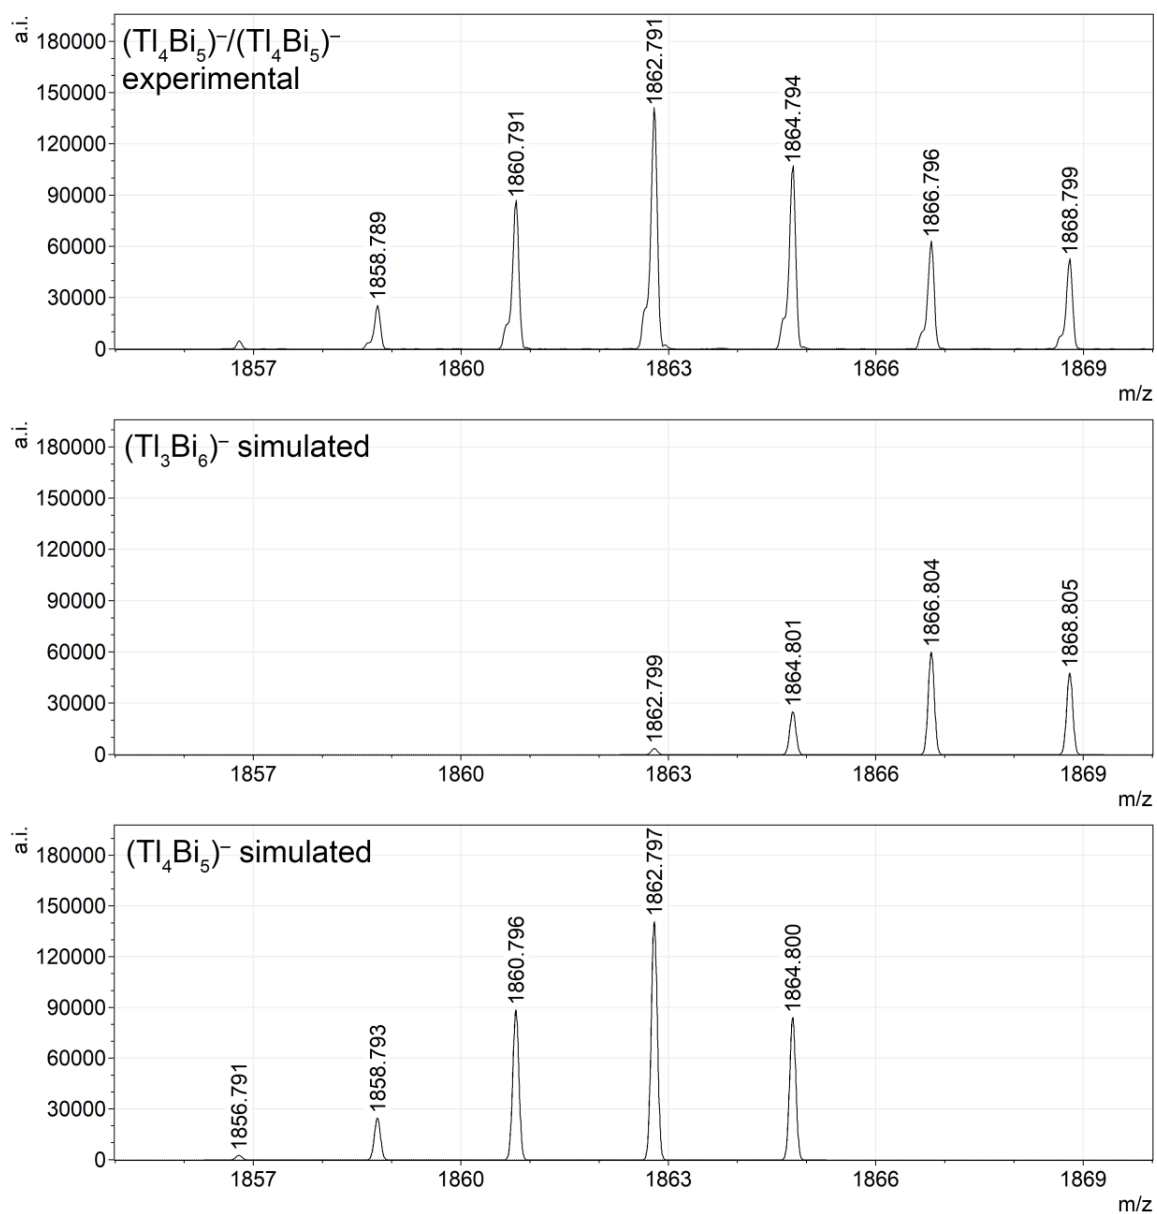 a.i.
(Tl₄Bi₅)⁻/(Tl₄Bi₅)⁻
experimental
180000
150000
120000
90000
60000
30000
0
1858.789
1860.791
1862.791
1864.794
1866.796
1868.799
1857 1860 1863 1866 1869
m/z
a.i.
(Tl₃Bi₆)⁻ simulated
180000
150000
120000
90000
60000
30000
0
1862.799
1864.801
1866.804
1868.805
1857 1860 1863 1866 1869
m/z
a.i.
(Tl₄Bi₅)⁻ simulated
180000
150000
120000
90000
60000
30000
0
1856.791
1858.793
1860.796
1862.797
1864.800
1857 1860 1863 1866 1869
m/z